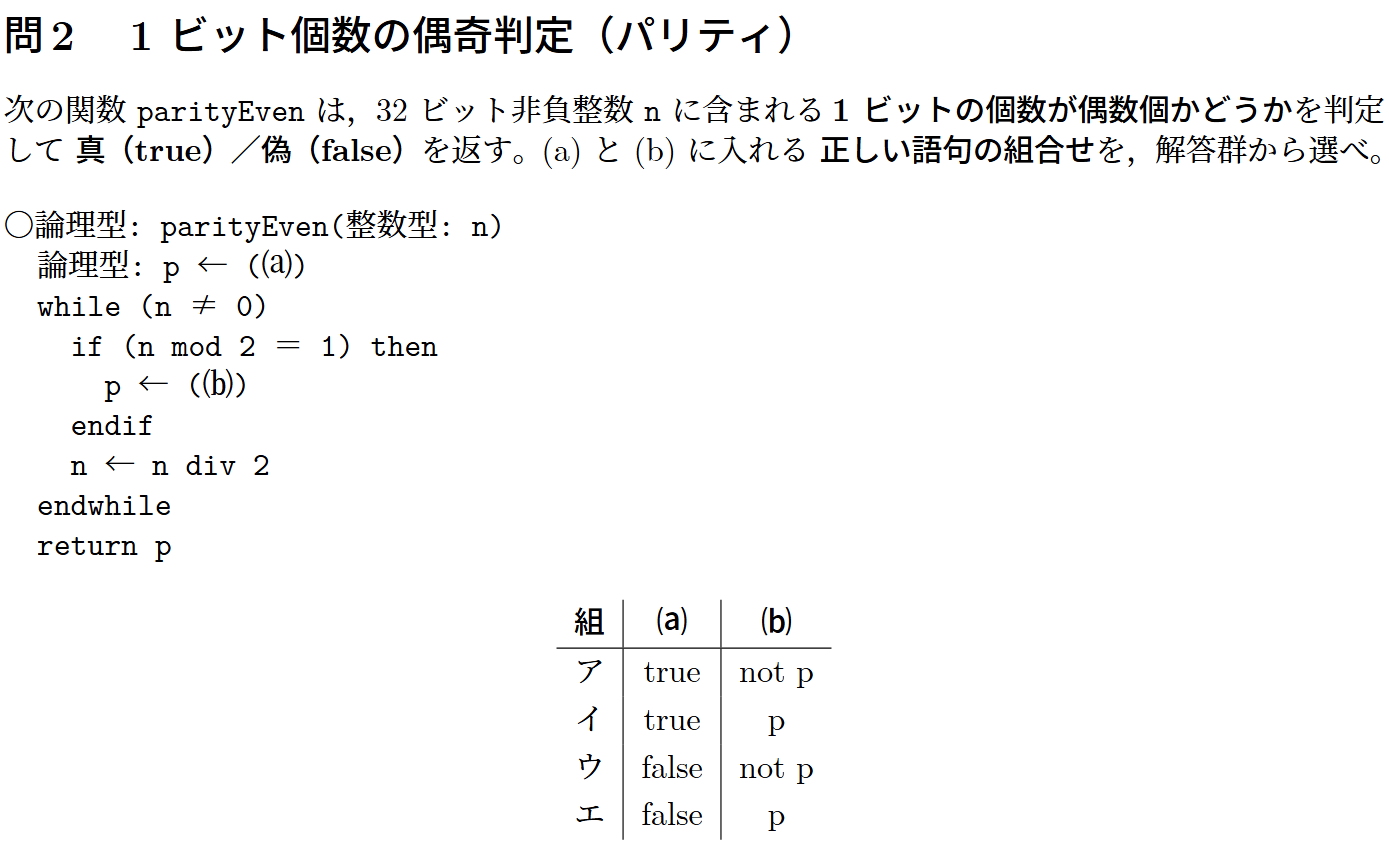 問2 1 ビット個数の偶奇判定（パリティ）
次の関数 parityEven は，32 ビット非負整数 n に含まれる 1 ビットの個数が偶数個かどうかを判定
して 真（true）／偽（false）を返す。(a) と (b) に入れる 正しい語句の組合せを，解答群から選べ。
○論理型: parityEven(整数型: n)
論理型: p ← ((a))
while (n ≠ 0)
if (n mod 2 ＝ 1) then
p ← ((b))
endif
n ← n div 2
endwhile
return p
組 (a) (b)
ア true not p
イ true p
ウ false not p
エ false p